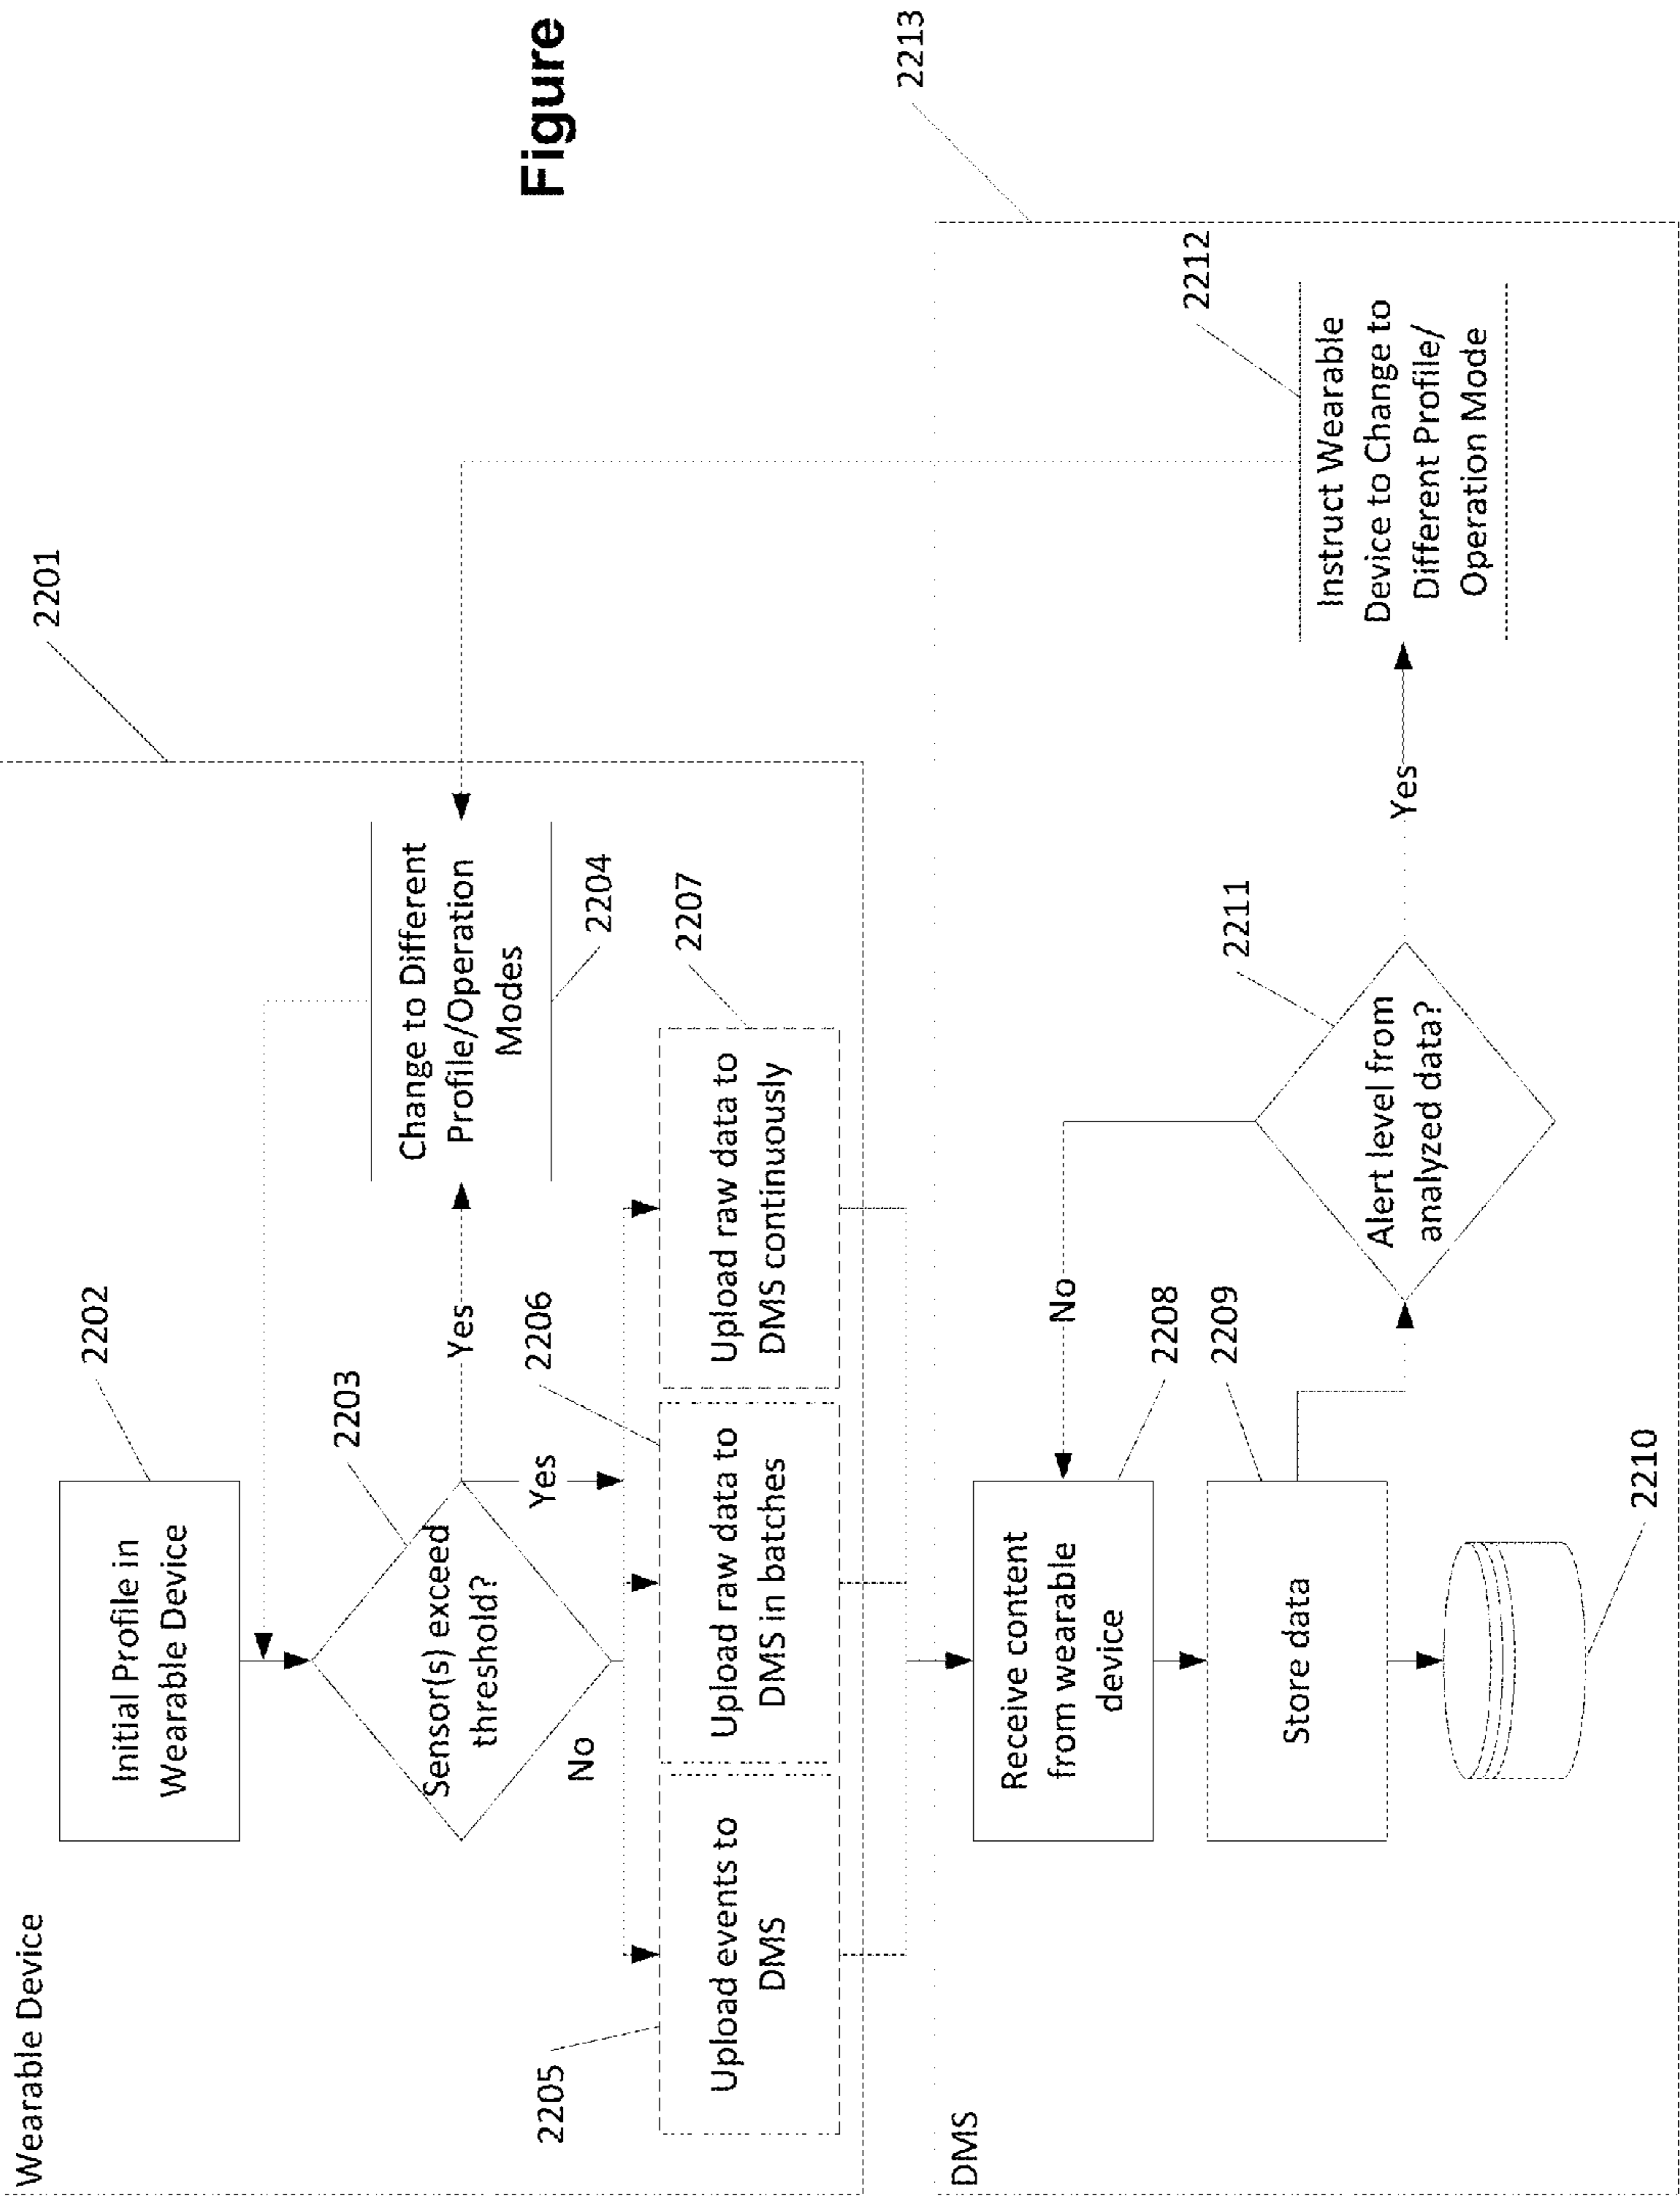 Wearable Device
2201
Initial Profile in
Wearable Device
2202
Sensor(s) exceed
threshold?
2203
Yes
Change to Different
Profile/Operation
Modes
2204
Yes
No
2205
Upload events to
DMS
2206
Upload raw data to
DMS in batches
2207
Upload raw data to
DMS continuously
Figure
DMS
2213
Receive content
from wearable
device
2208
No
Store data
2209
2210
Alert level from
analyzed data?
2211
Yes
Instruct Wearable
Device to Change to
Different Profile/
Operation Mode
2212